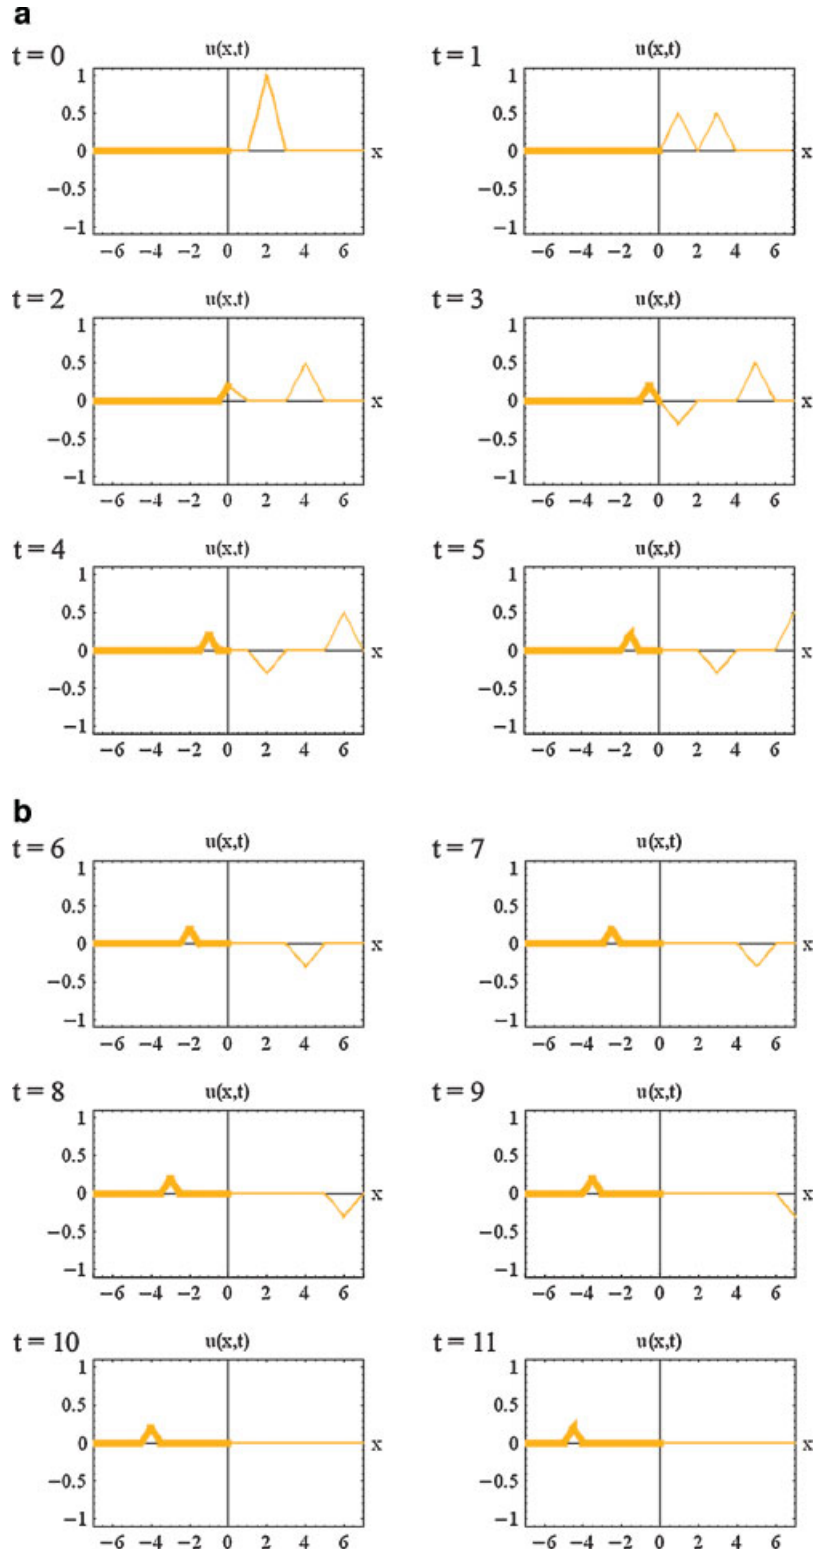 a
t = 0 u(x,t) t = 1 u(x,t)
1 1
0.5 0.5
0 x 0 x
−0.5 −0.5
−1 −1
−6 −4 −2 0 2 4 6 −6 −4 −2 0 2 4 6
t = 2 u(x,t) t = 3 u(x,t)
1 1
0.5 0.5
0 x 0 x
−0.5 −0.5
−1 −1
−6 −4 −2 0 2 4 6 −6 −4 −2 0 2 4 6
t = 4 u(x,t) t = 5 u(x,t)
1 1
0.5 0.5
0 x 0 x
−0.5 −0.5
−1 −1
−6 −4 −2 0 2 4 6 −6 −4 −2 0 2 4 6
b
t = 6 u(x,t) t = 7 u(x,t)
1 1
0.5 0.5
0 x 0 x
−0.5 −0.5
−1 −1
−6 −4 −2 0 2 4 6 −6 −4 −2 0 2 4 6
t = 8 u(x,t) t = 9 u(x,t)
1 1
0.5 0.5
0 x 0 x
−0.5 −0.5
−1 −1
−6 −4 −2 0 2 4 6 −6 −4 −2 0 2 4 6
t = 10 u(x,t) t = 11 u(x,t)
1 1
0.5 0.5
0 x 0 x
−0.5 −0.5
−1 −1
−6 −4 −2 0 2 4 6 −6 −4 −2 0 2 4 6